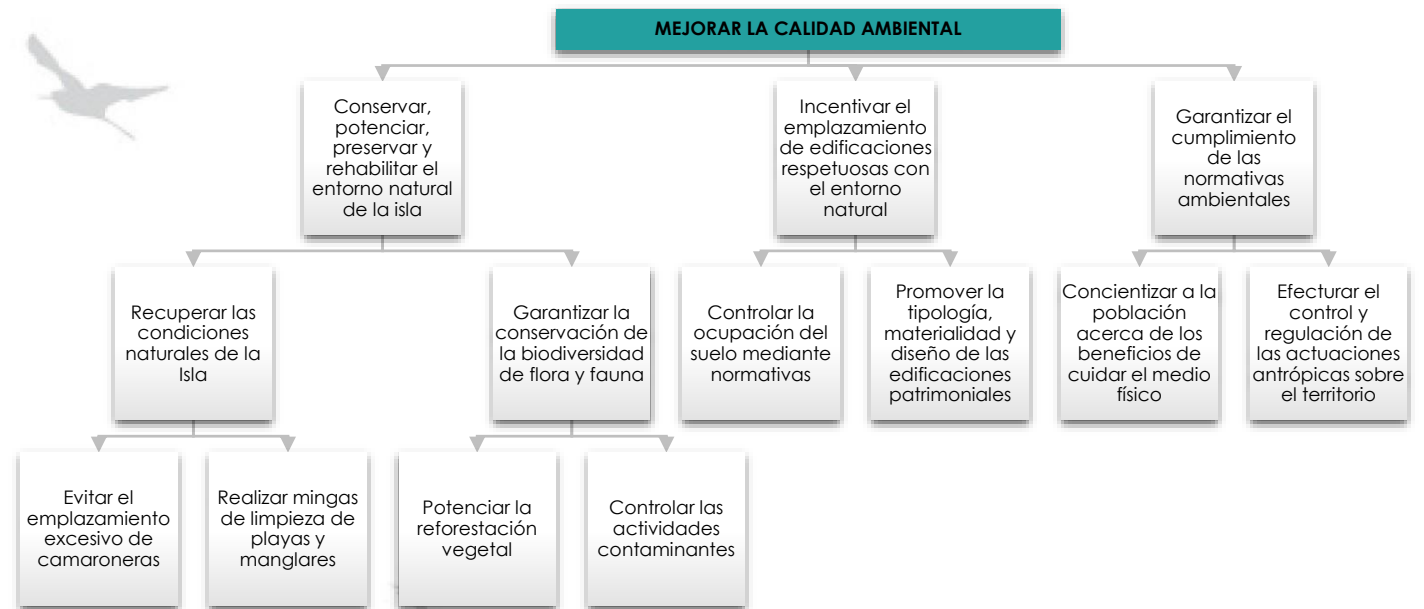 MEJORAR LA CALIDAD AMBIENTAL
Conservar,
potenciar,
preservar y
rehabilitar el
entorno natural
de la isla
Incentivar el
emplazamiento
de edificaciones
respetuosas con
el entorno
natural
Garantizar el
cumplimiento
de las
normativas
ambientales
Recuperar las
condiciones
naturales de la
Isla
Garantizar la
conservación de
la biodiversidad
de flora y fauna
Controlar la
ocupación del
suelo mediante
normativas
Promover la
tipología,
materialidad y
diseño de las
edificaciones
patrimoniales
Concientizar a la
población
acerca de los
beneficios de
cuidar el medio
físico
Efecturar el
control y
regulación de
las actuaciones
antrópicas sobre
el territorio
Evitar el
emplazamiento
excesivo de
camaroneras
Realizar mingas
de limpieza de
playas y
manglares
Potenciar la
reforestación
vegetal
Controlar las
actividades
contaminantes